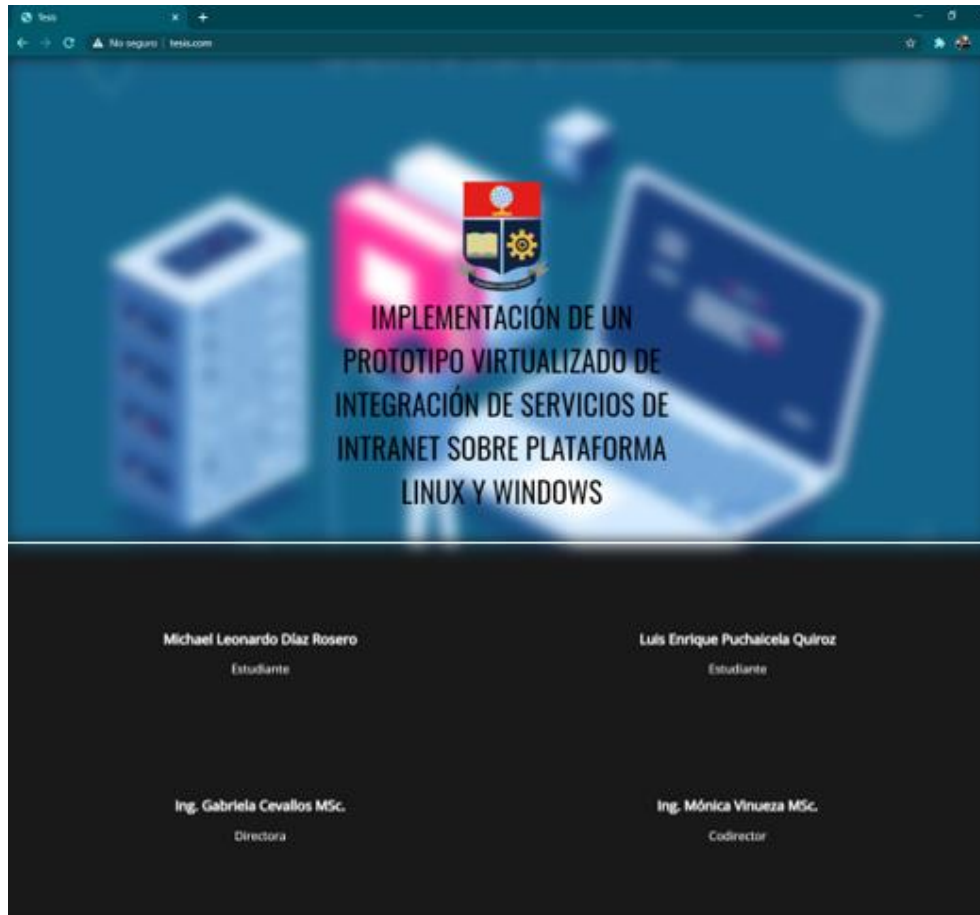 Tesis
No seguro | tesis.com
IMPLEMENTACIÓN DE UN
PROTOTIPO VIRTUALIZADO DE
INTEGRACIÓN DE SERVICIOS DE
INTRANET SOBRE PLATAFORMA
LINUX Y WINDOWS
Michael Leonardo Díaz Rosero
Estudiante
Luis Enrique Puchaicela Quiroz
Estudiante
Ing. Gabriela Cevallos MSc.
Directora
Ing. Mónica Vinueza MSc.
Codirector